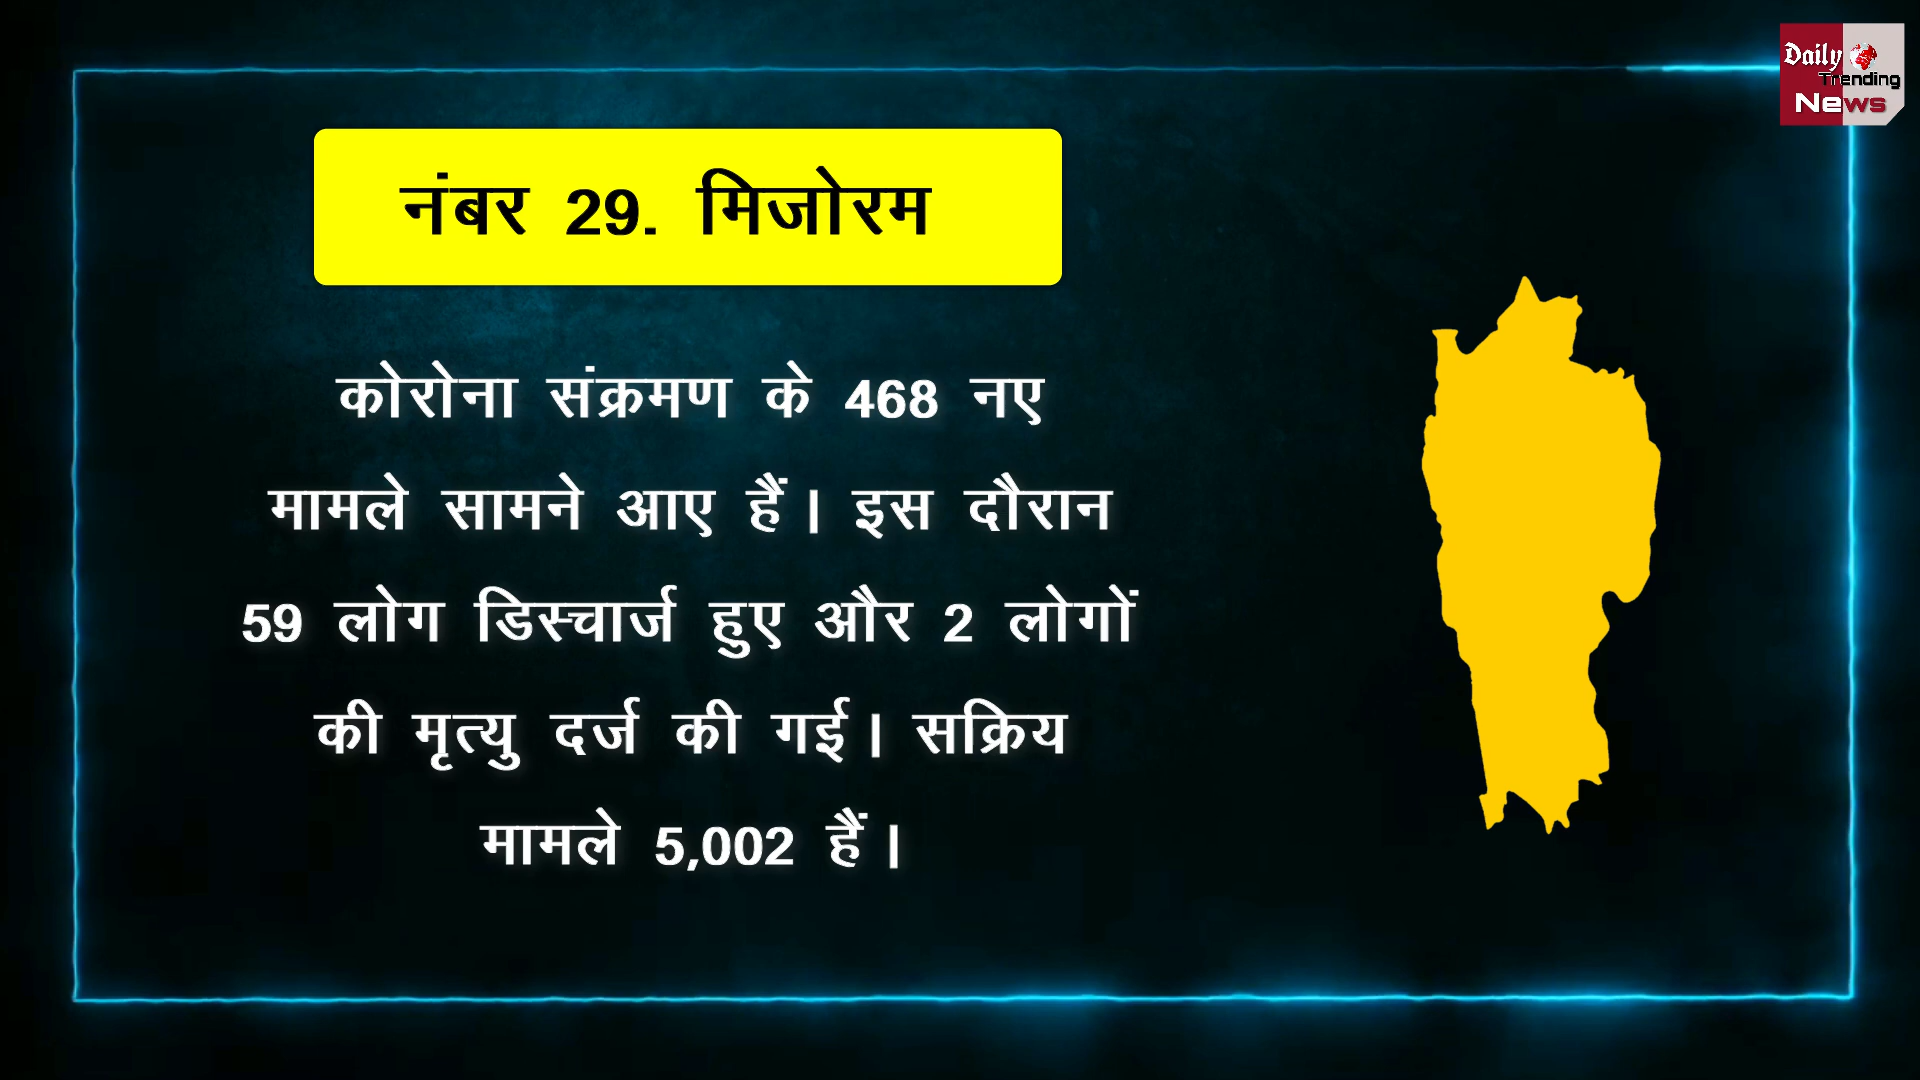 Daily
Trending
News
नंबर 29. मिजोरम
कोरोना संक्रमण के 468 नए
मामले सामने आए हैं। इस दौरान
59 लोग डिस्चार्ज हुए और 2 लोगों
की मृत्यु दर्ज की गई। सक्रिय
मामले 5,002 हैं।